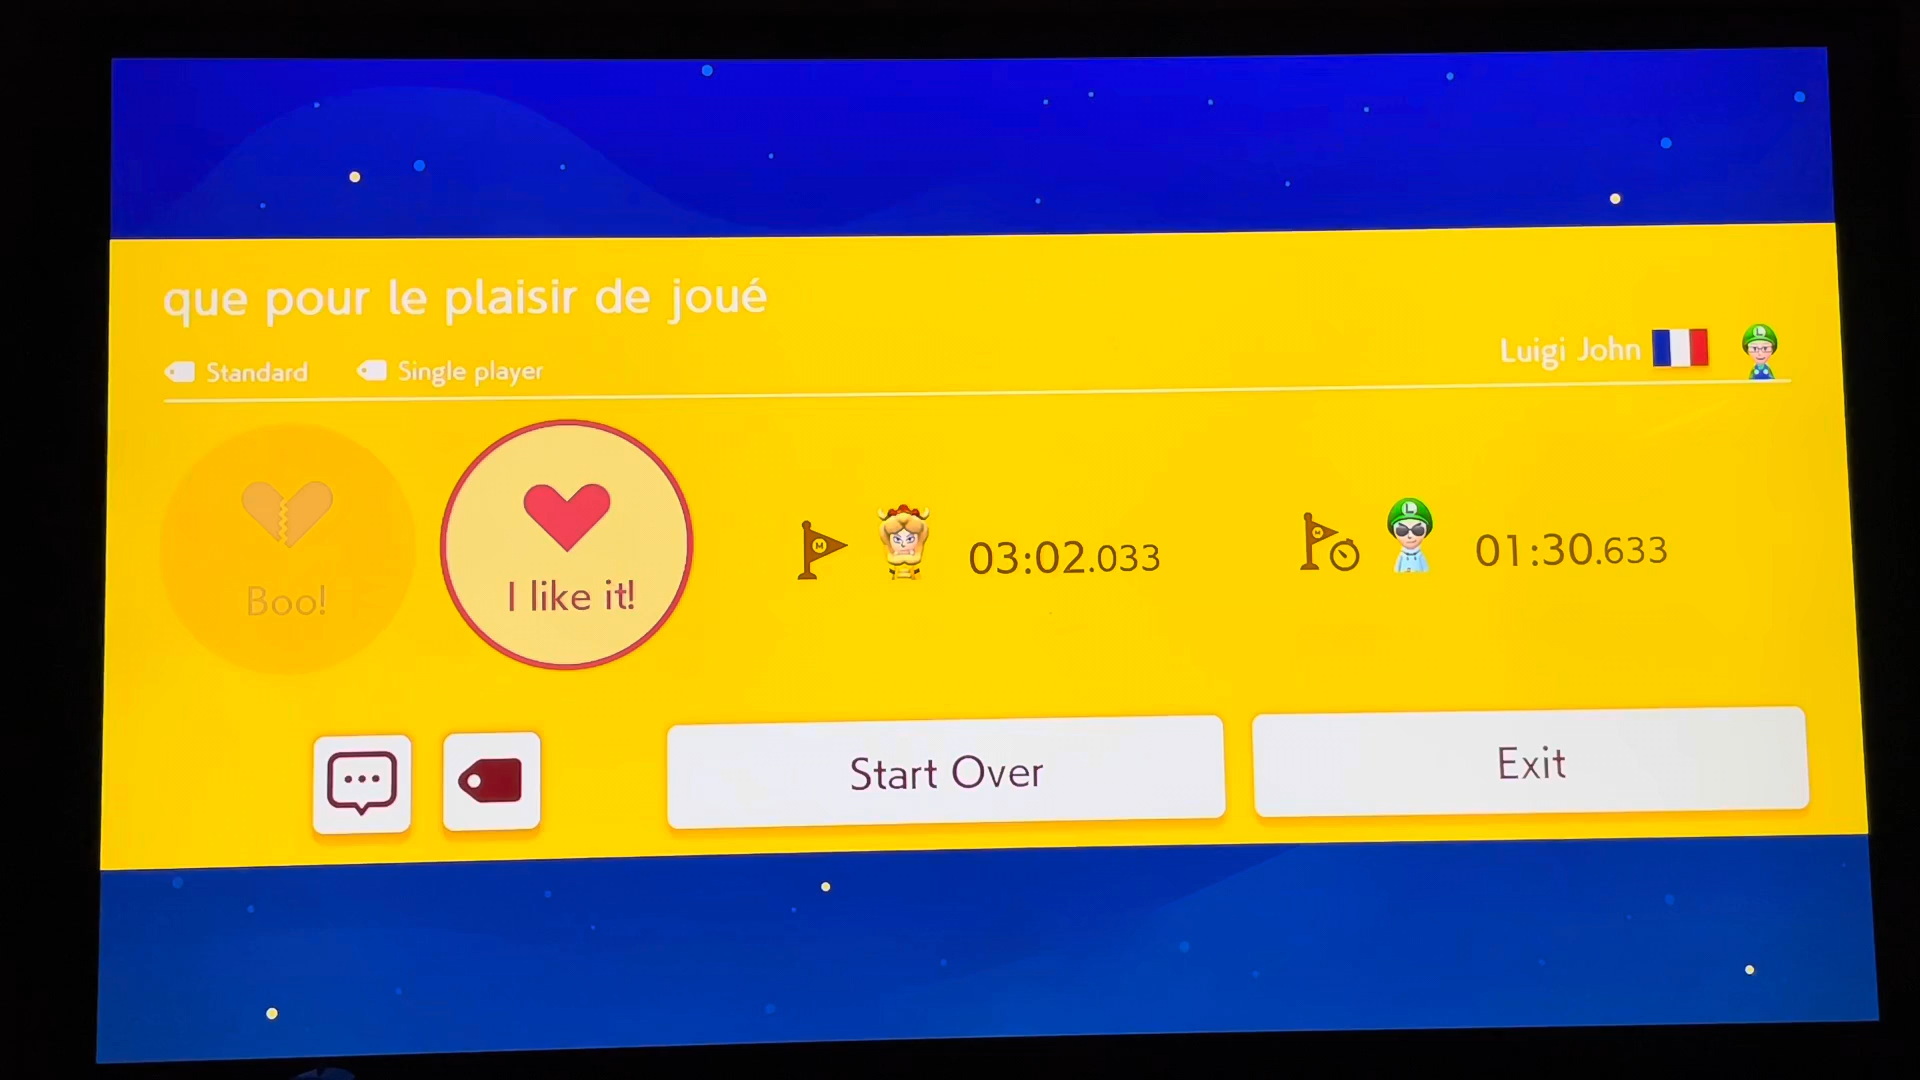 que pour le plaisir de joué
Standard Single player
Luigi John
Boo!
I like it!
03:02.033
01:30.633
Start Over
Exit